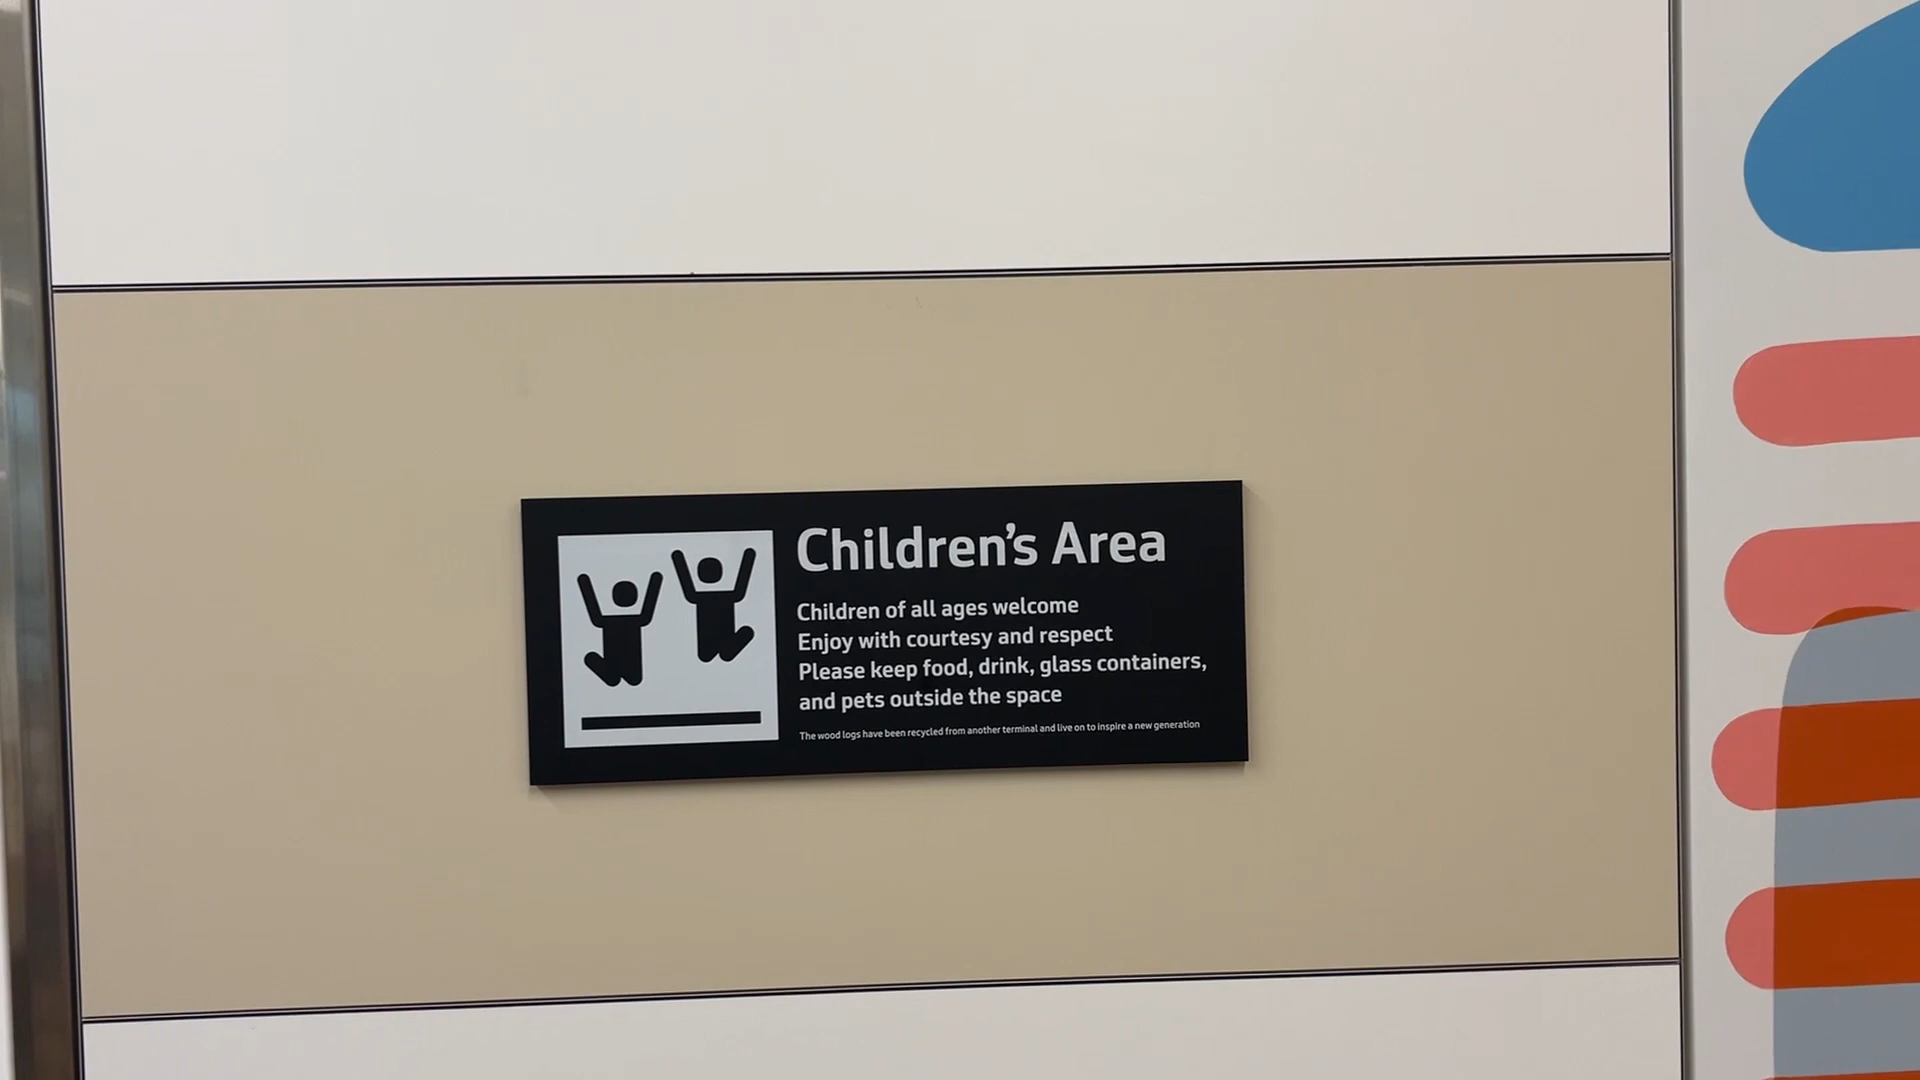 Children's Area
Children of all ages welcome
Enjoy with courtesy and respect
Please keep food, drink, glass containers,
and pets outside the space
The wood logs have been recycled from another terminal and live on to inspire a new generation